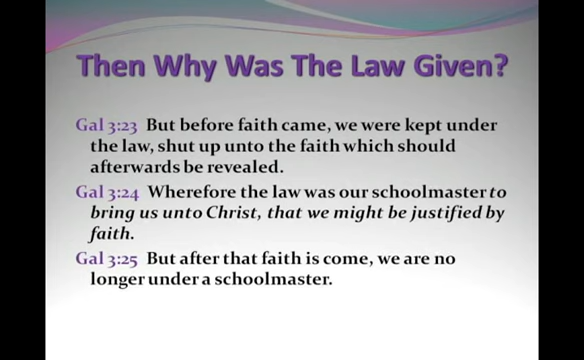 Then Why Was The Law Given?
Gal 3:23 But before faith came, we were kept under
the law, shut up unto the faith which should
afterwards be revealed.
Gal 3:24 Wherefore the law was our schoolmaster to
bring us unto Christ, that we might be justified by
faith.
Gal 3:25 But after that faith is come, we are no
longer under a schoolmaster.